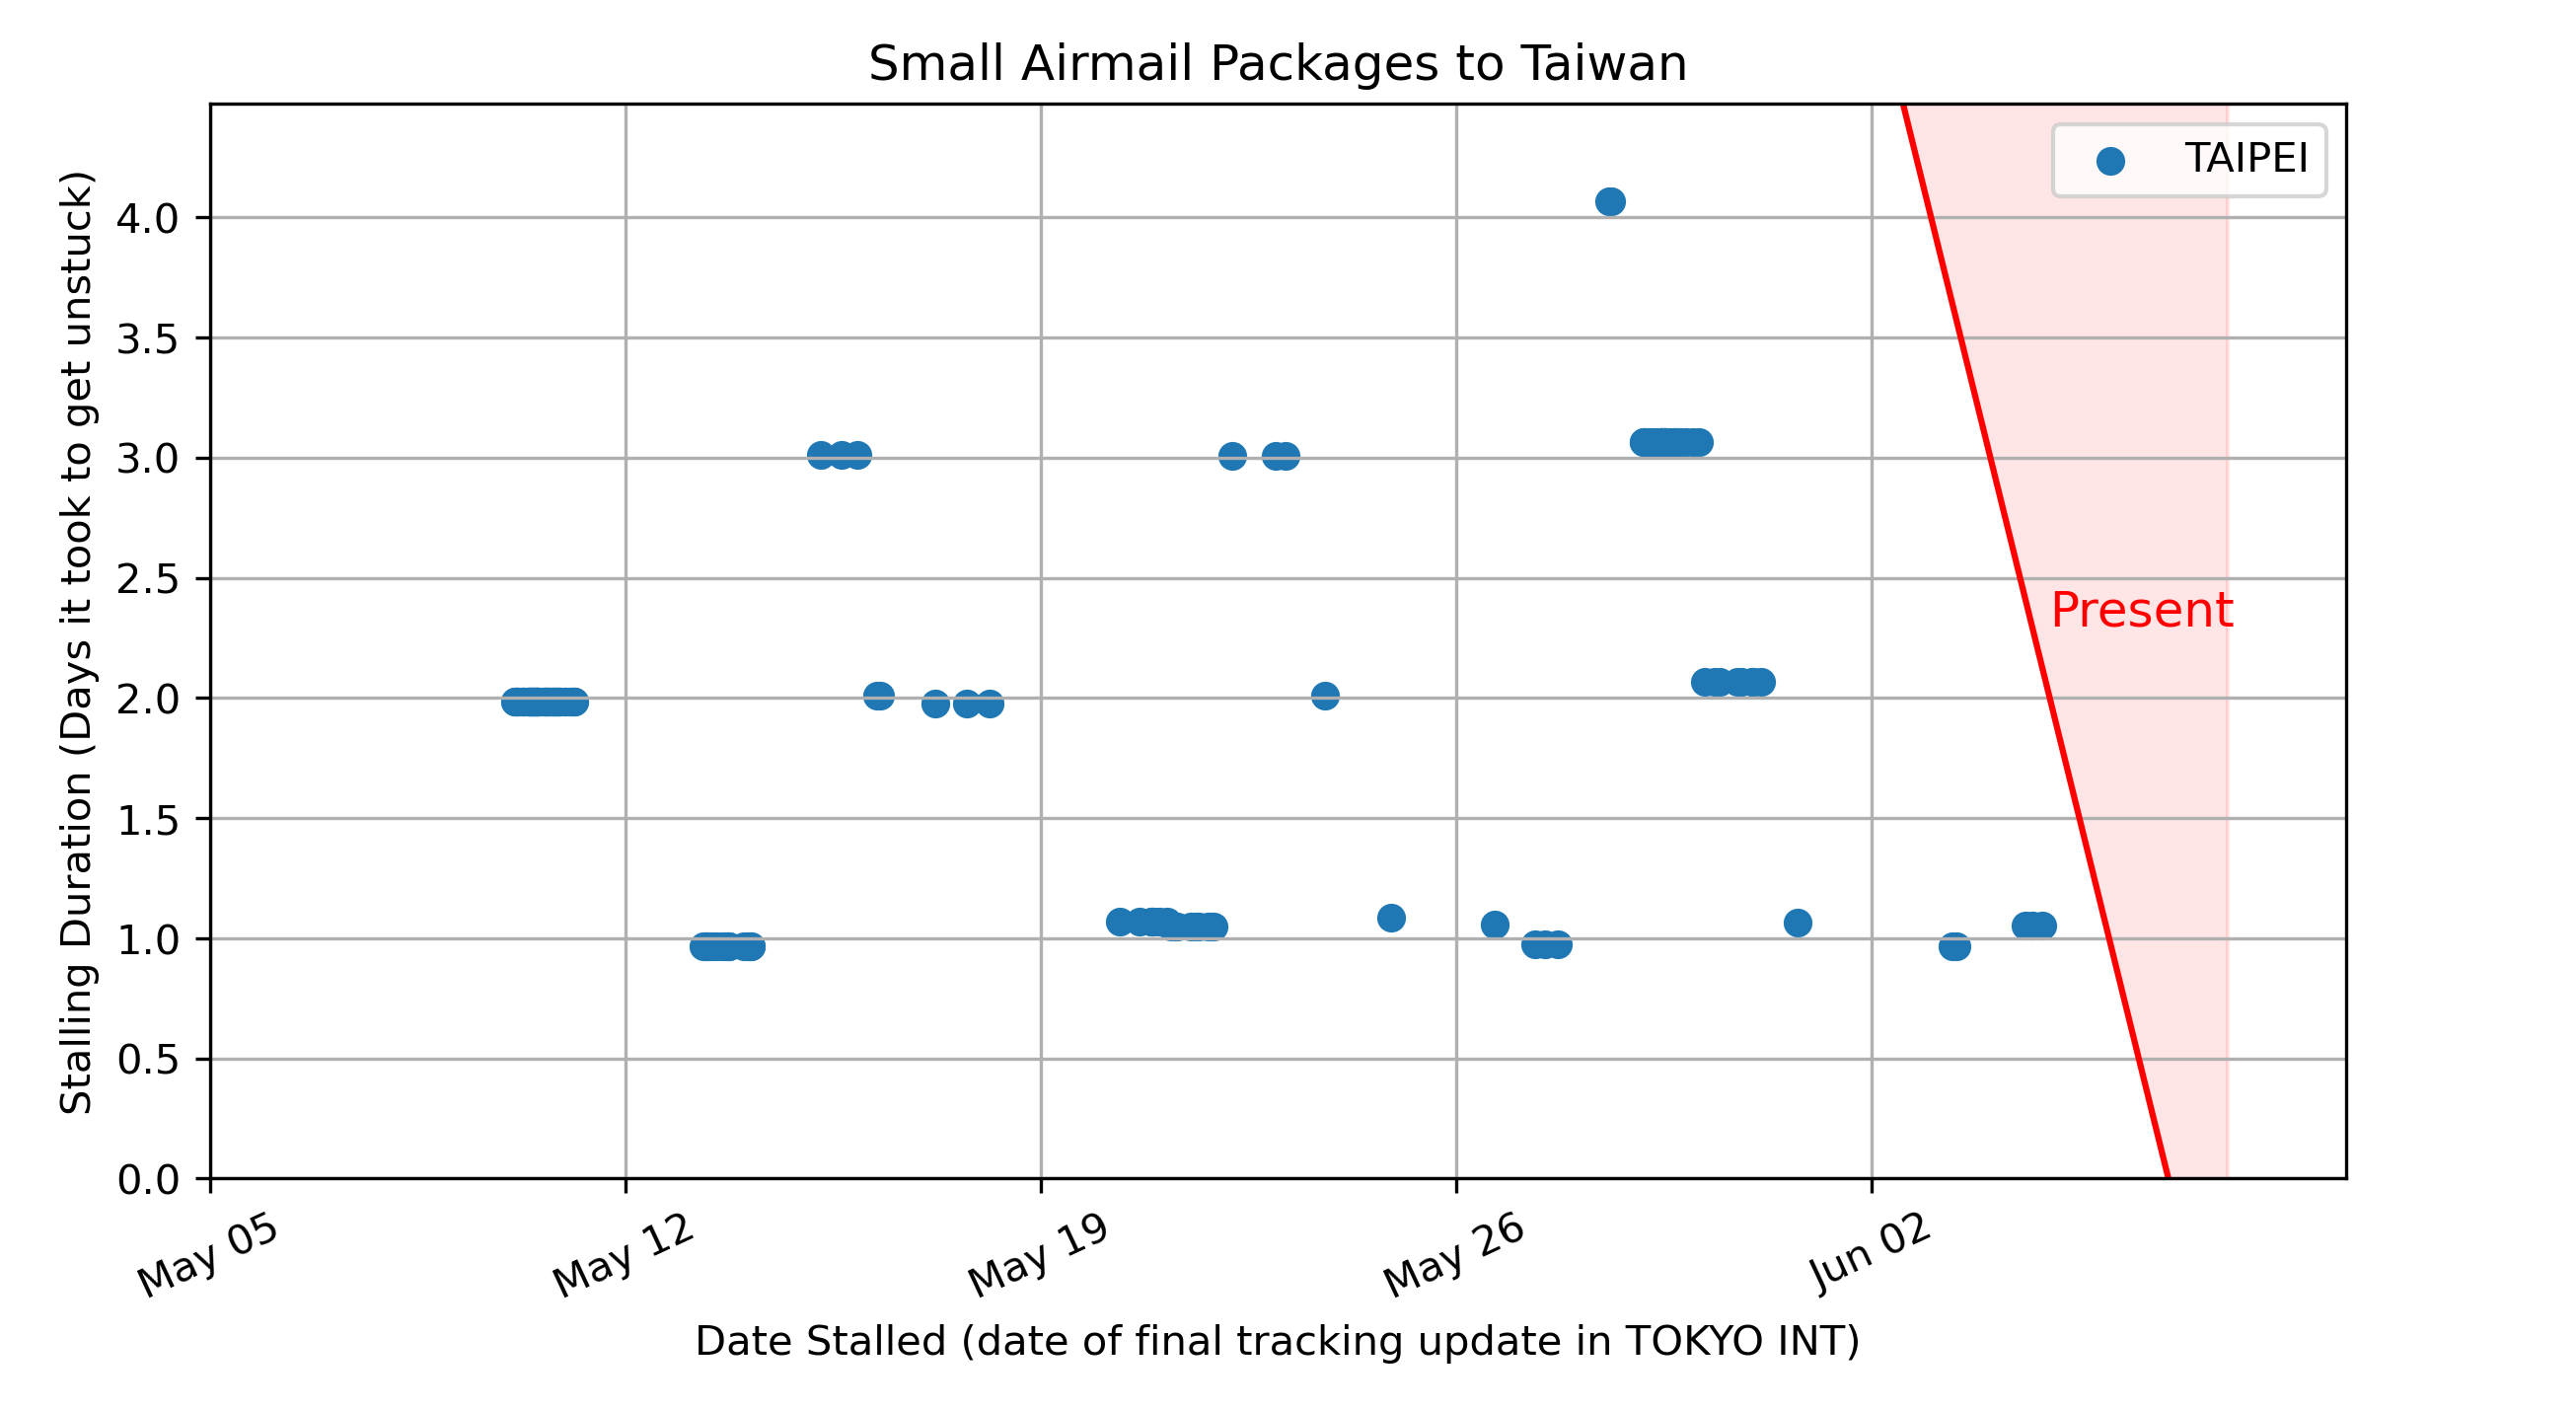 Small Airmail Packages to Taiwan
TAIPEI
Present
Stalling Duration (Days it took to get unstuck)
4.0
3.5
3.0
2.5
2.0
1.5
1.0
0.5
0.0
May 05
May 12
May 19
May 26
Jun 02
Date Stalled (date of final tracking update in TOKYO INT)